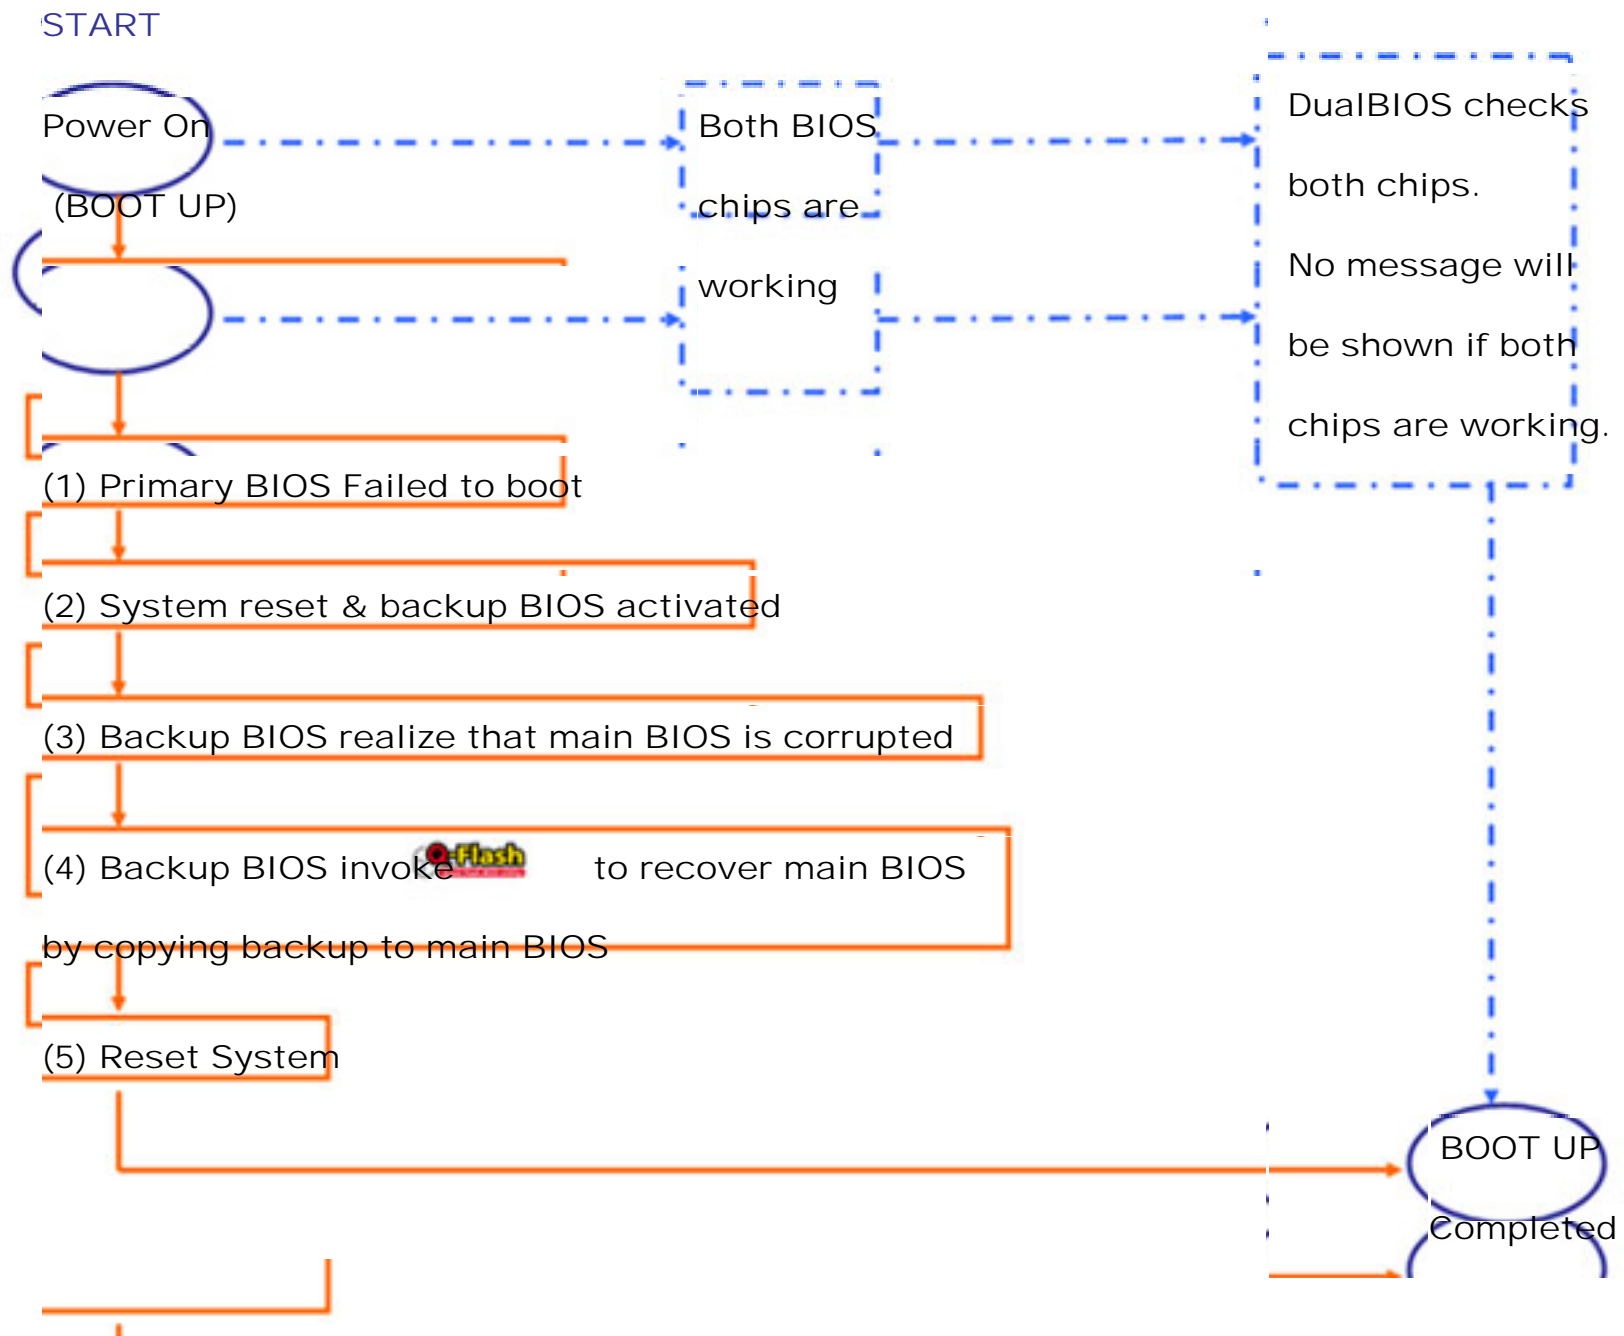 START
Power On
(BOOT UP)
Both BIOS
chips are
working
DualBIOS checks
both chips.
No message will
be shown if both
chips are working.
(1) Primary BIOS Failed to boot
(2) System reset & backup BIOS activated
(3) Backup BIOS realize that main BIOS is corrupted
(4) Backup BIOS invoke Q-Flash to recover main BIOS
by copying backup to main BIOS
(5) Reset System
BOOT UP
Completed